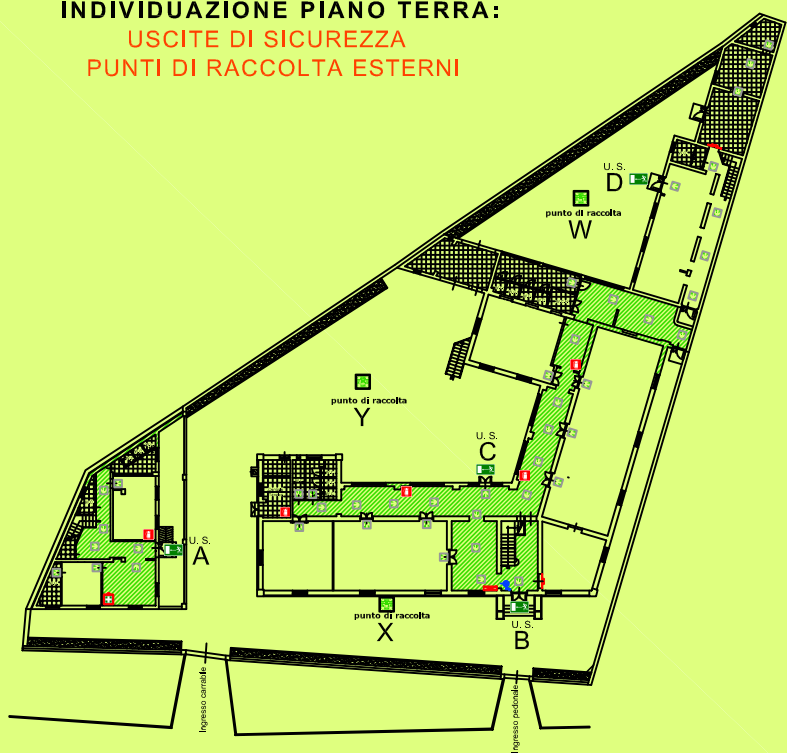 INDIVIDUAZIONE PIANO TERRA:
USCITE DI SICUREZZA
PUNTI DI RACCOLTA ESTERNI
U. S.
D
punto di raccolta
W
punto di raccolta
Y
U. S.
C
U. S.
A
punto di raccolta
X
U. S.
B
Ingresso carrabile
Ingresso pedonale